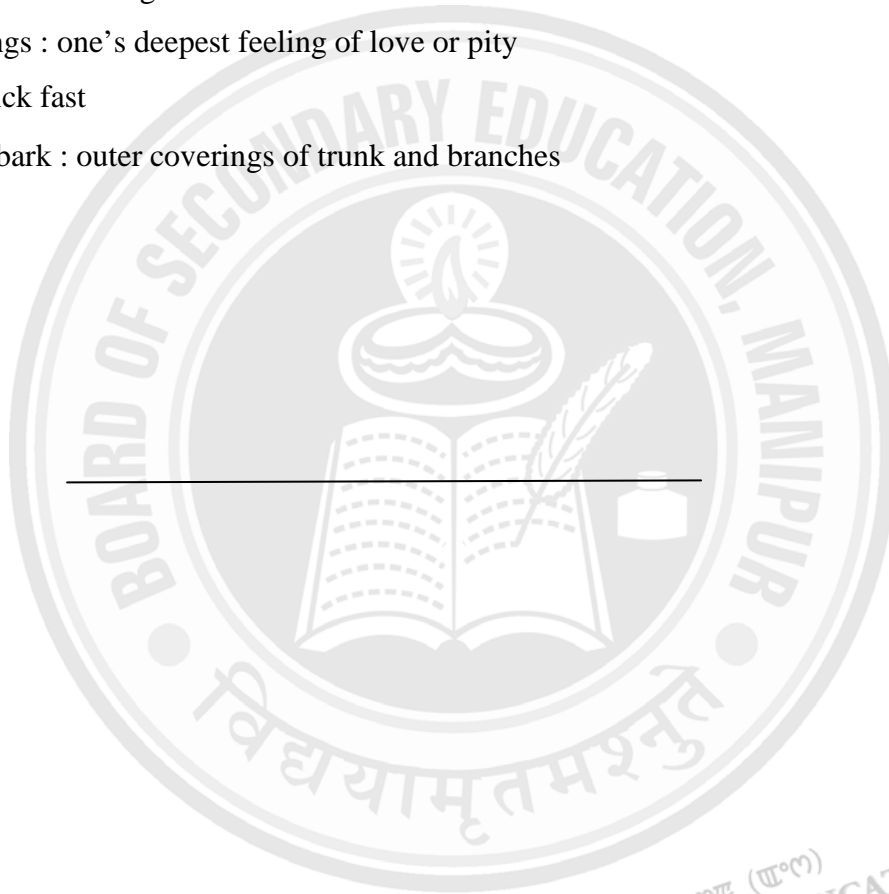 ngs : one’s deepest feeling of love or pity
ck fast
bark : outer coverings of trunk and branches
BOARD OF SECONDARY EDUCATION, MANIPUR
विद्ययामृतमश्नुते